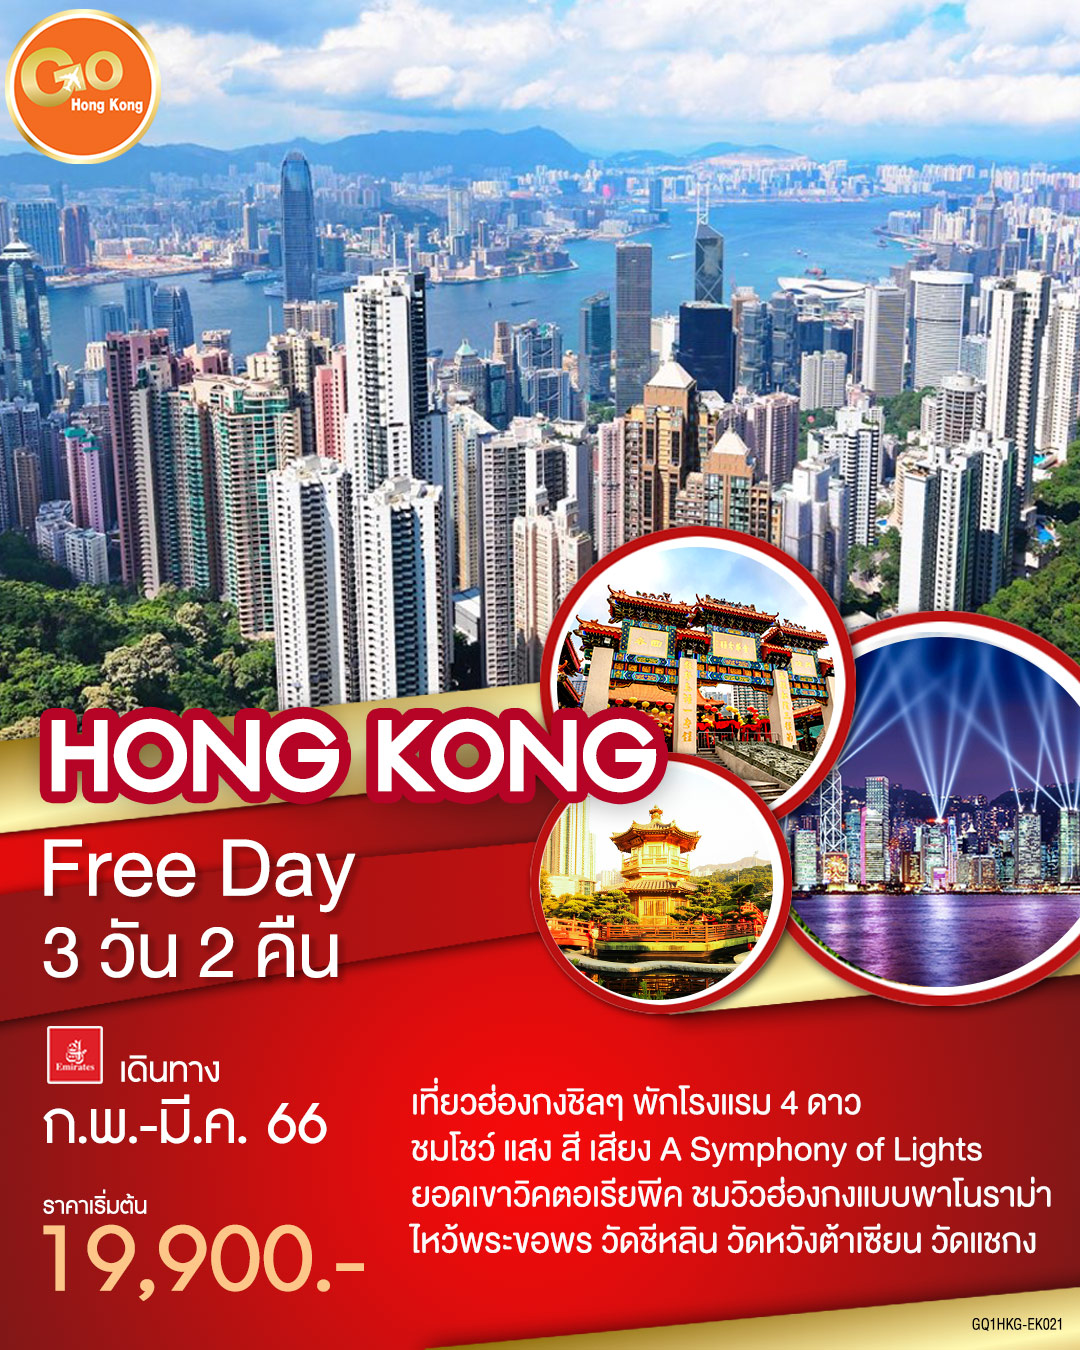 Go
Hong Kong
HONG KONG
Free Day
3 วัน 2 คืน
Emirates
เดินทาง
ก.พ.-มี.ค. 66
ราคาเริ่มต้น
19,900.-
เที่ยวฮ่องกงชิลๆ พักโรงแรม 4 ดาว
ชมโชว์ แสง สี เสียง A Symphony of Lights
ยอดเขาวิคตอเรียพีค ชมวิวฮ่องกงแบบพาโนราม่า
ไหว้พระขอพร วัดชีหลิน วัดหวังต้าเซียน วัดแชกง
GQ1HKG-EK021